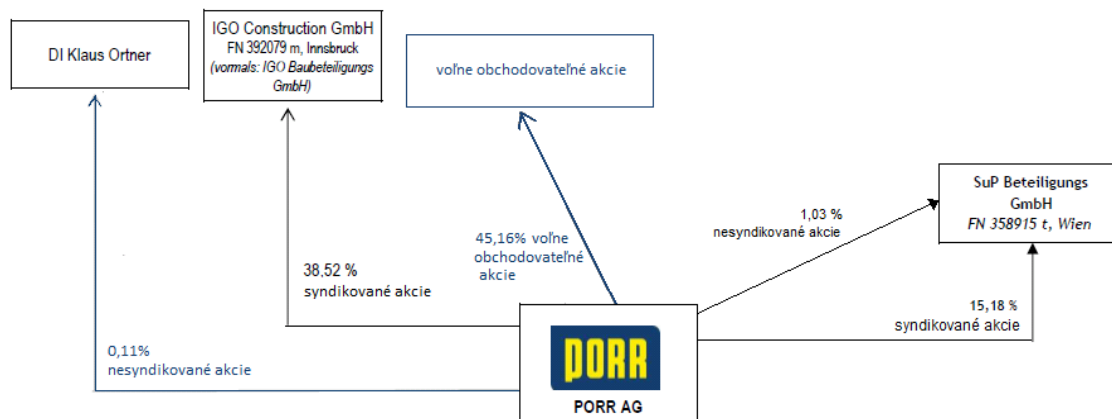 DI Klaus Ortner
IGO Construction GmbH
FN 392079 m, Innsbruck
(vormals: IGO Baubeteiligungs
GmbH)
voľne obchodovateľné akcie
SuP Beteiligungs
GmbH
FN 358915 t, Wien
1,03 %
nesyndikované akcie
45,16% voľne
obchodovateľné
akcie
38,52 %
syndikované akcie
15,18 %
syndikované akcie
0,11%
nesyndikované akcie
PORR
PORR AG